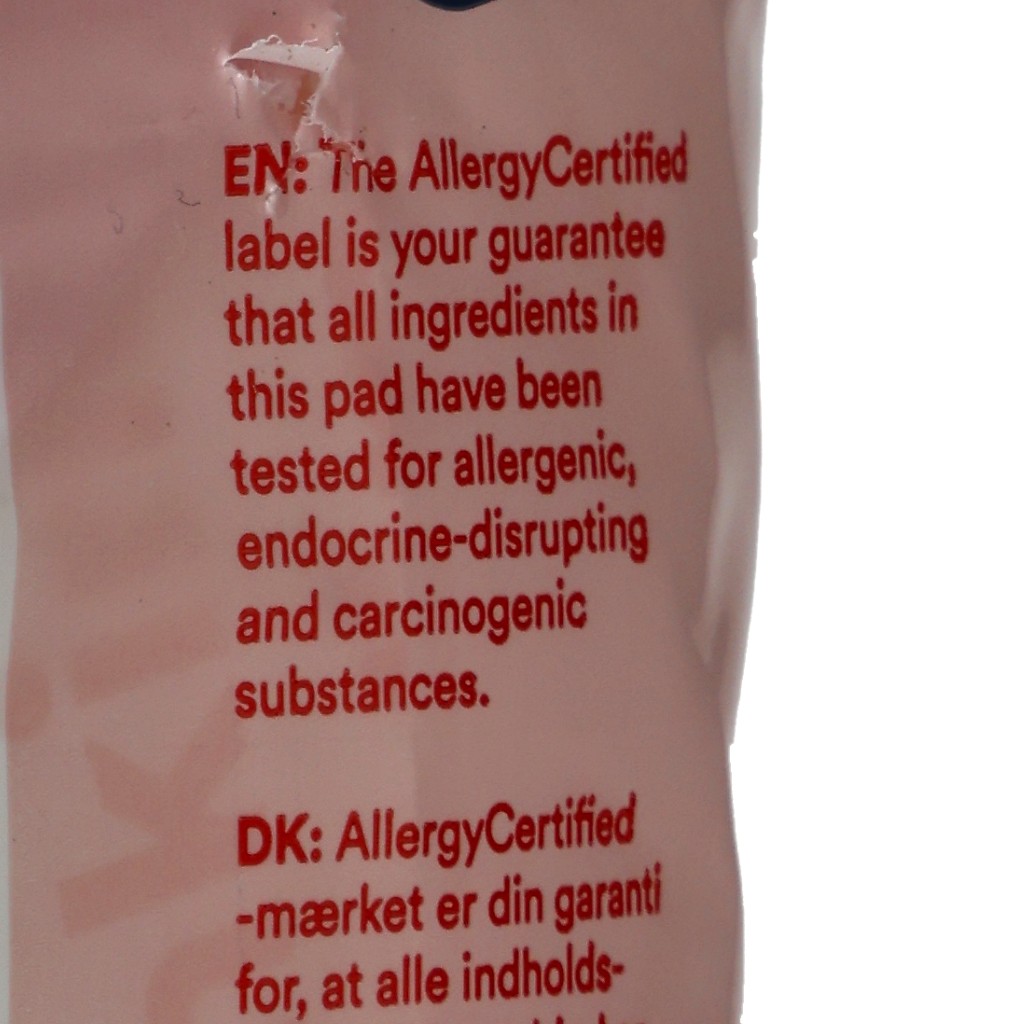 EN: The AllergyCertified
label is your guarantee
that all ingredients in
this pad have been
tested for allergenic,
endocrine-disrupting
and carcinogenic
substances.
DK: AllergyCertified
-mærket er din garanti
for, at alle indholds-